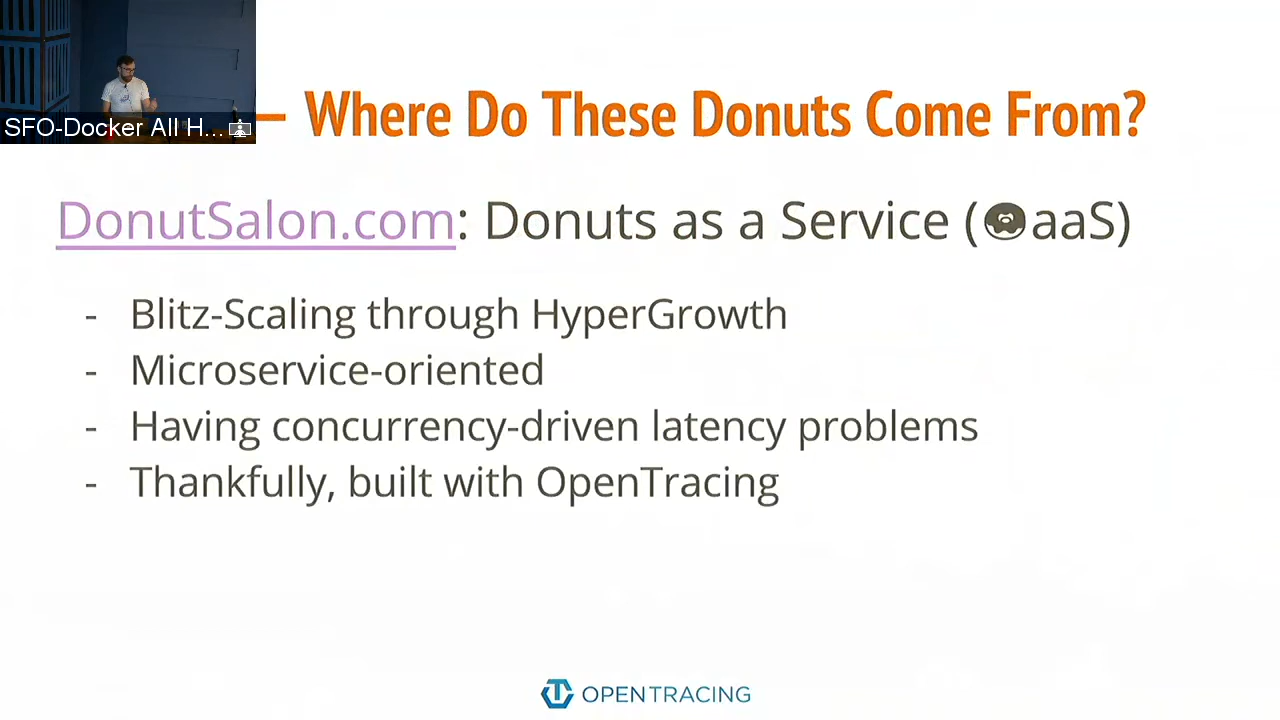 SFO-Docker All H...
– Where Do These Donuts Come From?
DonutSalon.com: Donuts as a Service (🍩aaS)
- Blitz-Scaling through HyperGrowth
- Microservice-oriented
- Having concurrency-driven latency problems
- Thankfully, built with OpenTracing
OPENTRACING